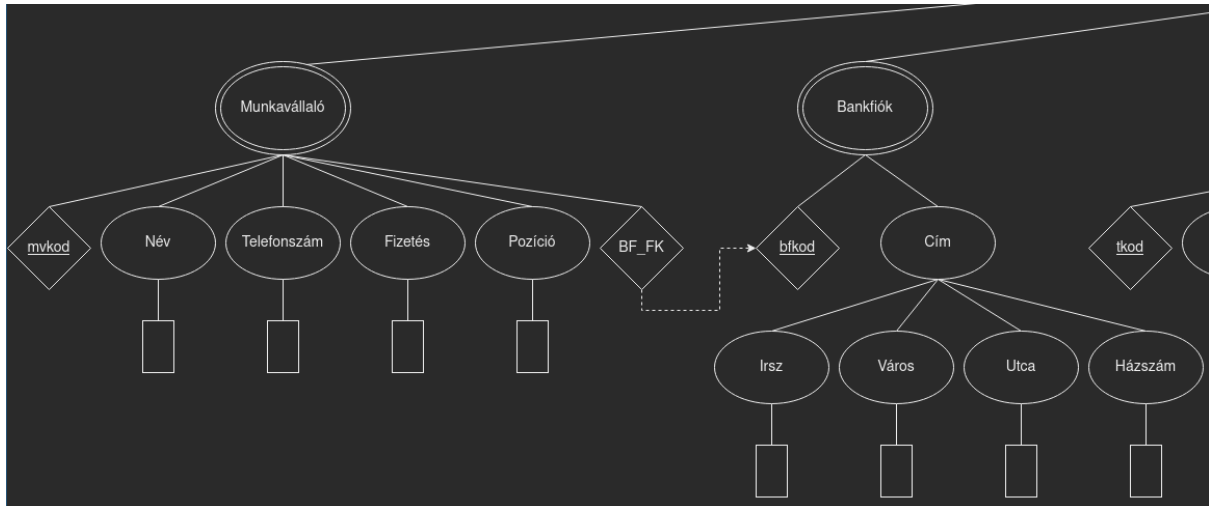 Munkavállaló
Bankfiók
mvkod
Név
Telefonszám
Fizetés
Pozíció
BF_FK
bfkod
Cím
tkod
Irsz
Város
Utca
Házszám